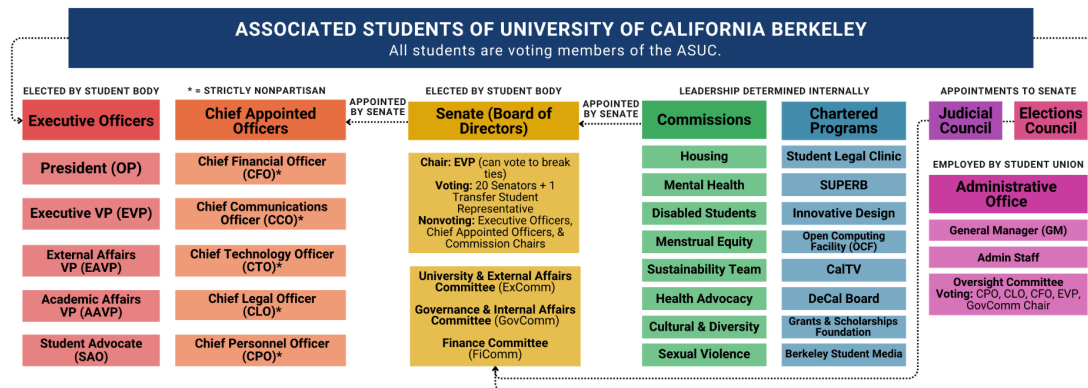 ASSOCIATED STUDENTS OF UNIVERSITY OF CALIFORNIA BERKELEY
All students are voting members of the ASUC.
ELECTED BY STUDENT BODY
Executive Officers
President (OP)
Executive VP (EVP)
External Affairs
VP (EAVP)
Academic Affairs
VP (AAVP)
Student Advocate
(SAO)
* = STRICTLY NONPARTISAN
Chief Appointed
Officers
Chief Financial Officer
(CFO)*
Chief Communications
Officer (CCO)*
Chief Technology Officer
(CTO)*
Chief Legal Officer
(CLO)*
Chief Personnel Officer
(CPO)*
APPOINTED
BY SENATE
ELECTED BY STUDENT BODY
Senate (Board of
Directors)
Chair: EVP (can vote to break
ties)
Voting: 20 Senators + 1
Transfer Student
Representative
Nonvoting: Executive Officers,
Chief Appointed Officers, &
Commission Chairs
University & External Affairs
Committee (ExComm)
Governance & Internal Affairs
Committee (GovComm)
Finance Committee
(FiComm)
APPOINTED
BY SENATE
LEADERSHIP DETERMINED INTERNALLY
Commissions
Housing
Mental Health
Disabled Students
Menstrual Equity
Sustainability Team
Health Advocacy
Cultural & Diversity
Sexual Violence
Chartered
Programs
Student Legal Clinic
SUPERB
Innovative Design
Open Computing
Facility (OCF)
CalTV
DeCal Board
Grants & Scholarships
Foundation
Berkeley Student Media
APPOINTMENTS TO SENATE
Judicial
Council
Elections
Council
EMPLOYED BY STUDENT UNION
Administrative
Office
General Manager (GM)
Admin Staff
Oversight Committee
Voting: CPO, CLO, CFO, EVP,
GovComm Chair